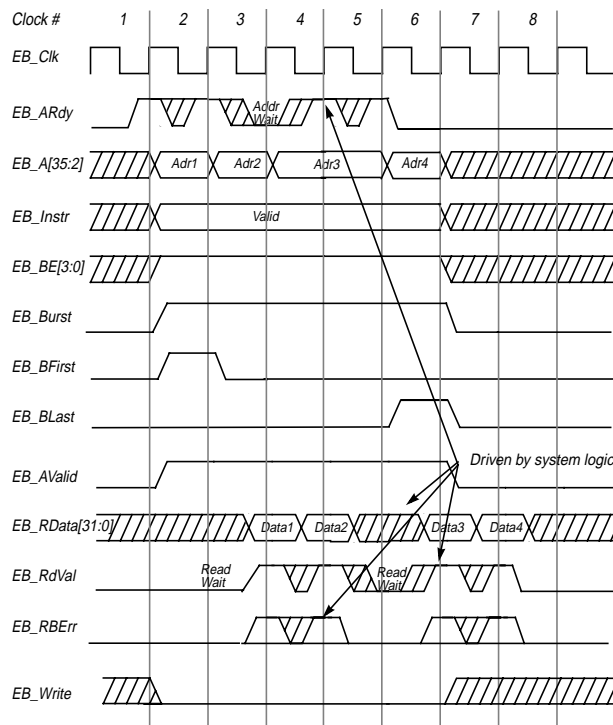 Clock # 1 2 3 4 5 6 7 8
EB_Clk
EB_ARdy
Addr
Wait
EB_A[35:2] Adr1 Adr2 Adr3 Adr4
EB_Instr Valid
EB_BE[3:0]
EB_Burst
EB_BFirst
EB_BLast
Driven by system logic
EB_AValid
EB_RData[31:0] Data1 Data2 Data3 Data4
EB_RdVal
Read
Wait
Read
Wait
EB_RBErr
EB_Write